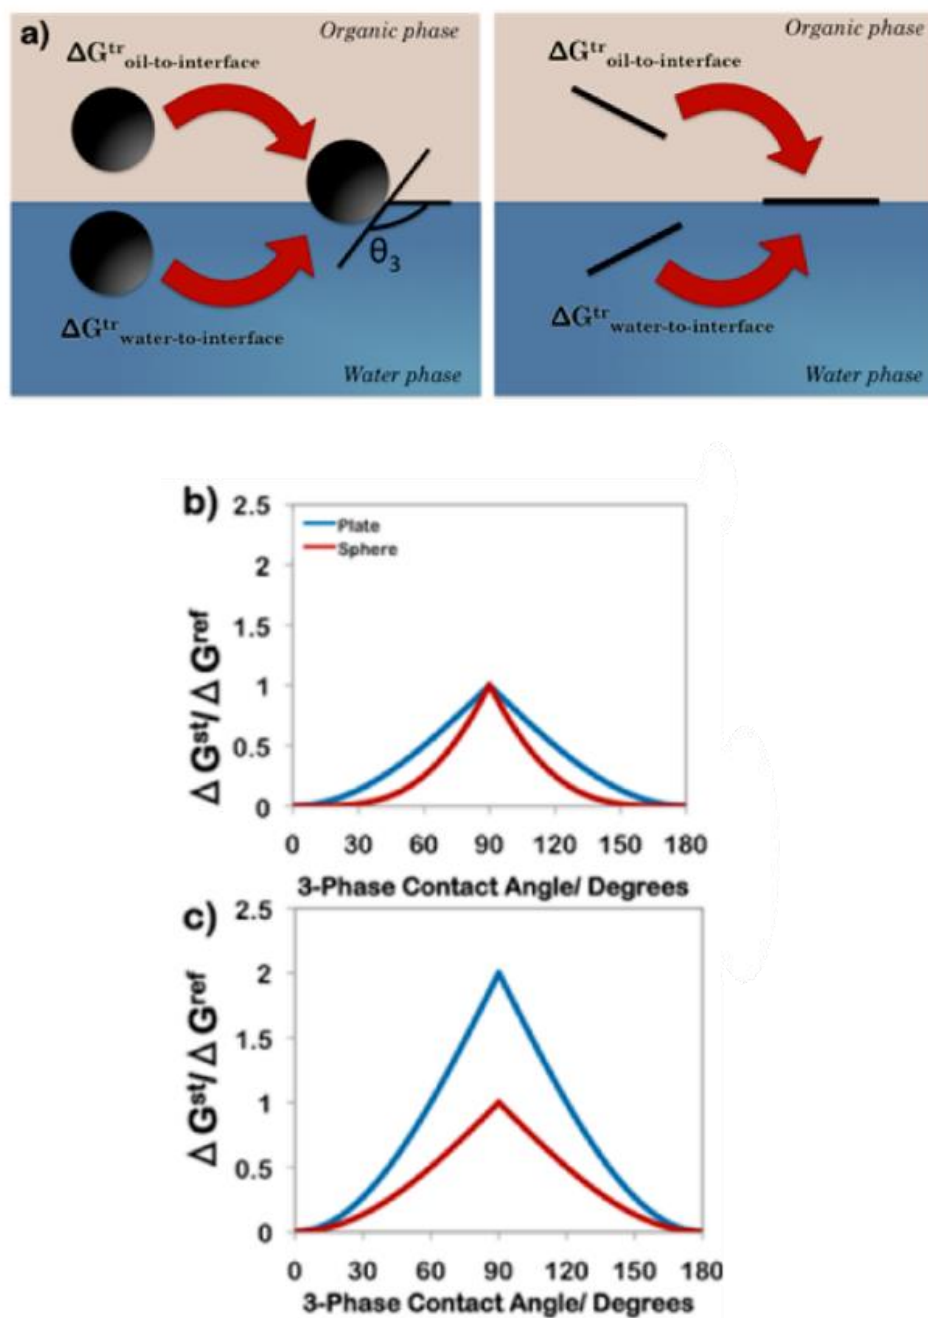 a)
Organic phase
ΔG^tr oil-to-interface
θ3
ΔG^tr water-to-interface
Water phase
Organic phase
ΔG^tr oil-to-interface
ΔG^tr water-to-interface
Water phase
b)
Plate
Sphere
2.5
2
1.5
1
0.5
0
ΔG^st/ΔG^ref
0 30 60 90 120 150 180
3-Phase Contact Angle/ Degrees
c)
2.5
2
1.5
1
0.5
0
ΔG^st/ΔG^ref
0 30 60 90 120 150 180
3-Phase Contact Angle/ Degrees